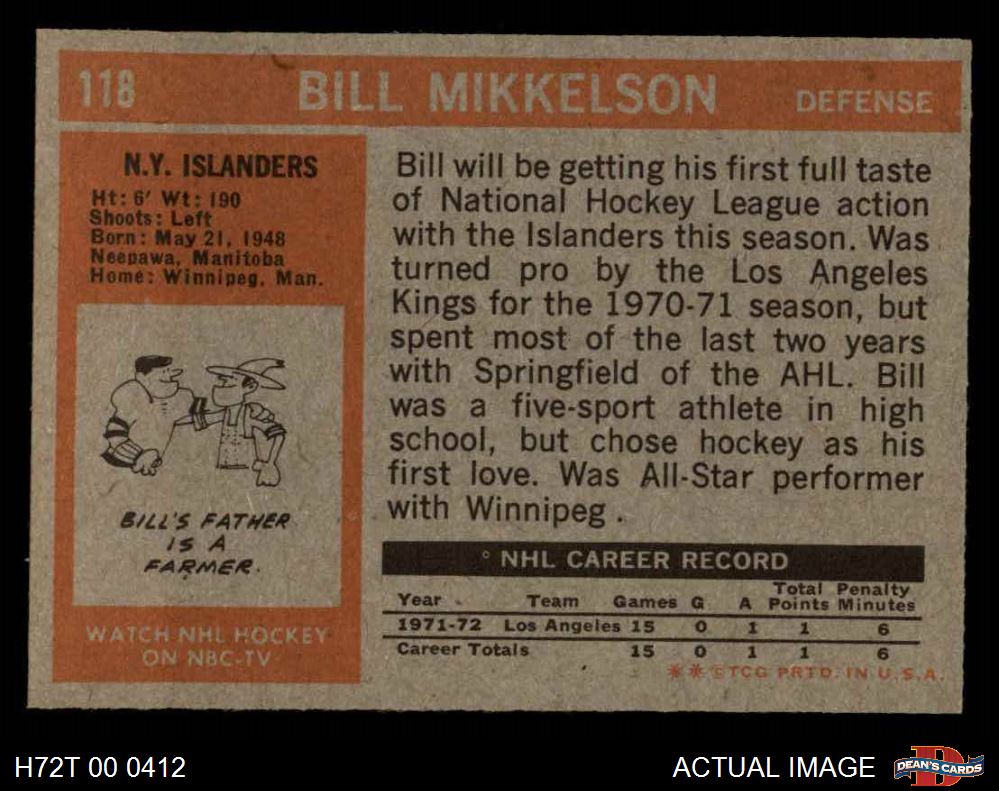 118 BILL MIKKELSON DEFENSE
N.Y. ISLANDERS
Ht: 6' Wt: 190
Shoots: Left
Born: May 21, 1948
Neepawa, Manitoba
Home: Winnipeg, Man.
BILL'S FATHER
IS A
FARMER.
WATCH NHL HOCKEY
ON NBC-TV
Bill will be getting his first full taste
of National Hockey League action
with the Islanders this season. Was
turned pro by the Los Angeles
Kings for the 1970-71 season, but
spent most of the last two years
with Springfield of the AHL. Bill
was a five-sport athlete in high
school, but chose hockey as his
first love. Was All-Star performer
with Winnipeg.
NHL CAREER RECORD
Year Team Games G A Total Points Penalty Minutes
1971-72 Los Angeles 15 0 1 1 6
Career Totals 15 0 1 1 6
**©TCG PRTD. IN U.S.A.
H72T 00 0412
ACTUAL IMAGE
DEAN'S CARDS